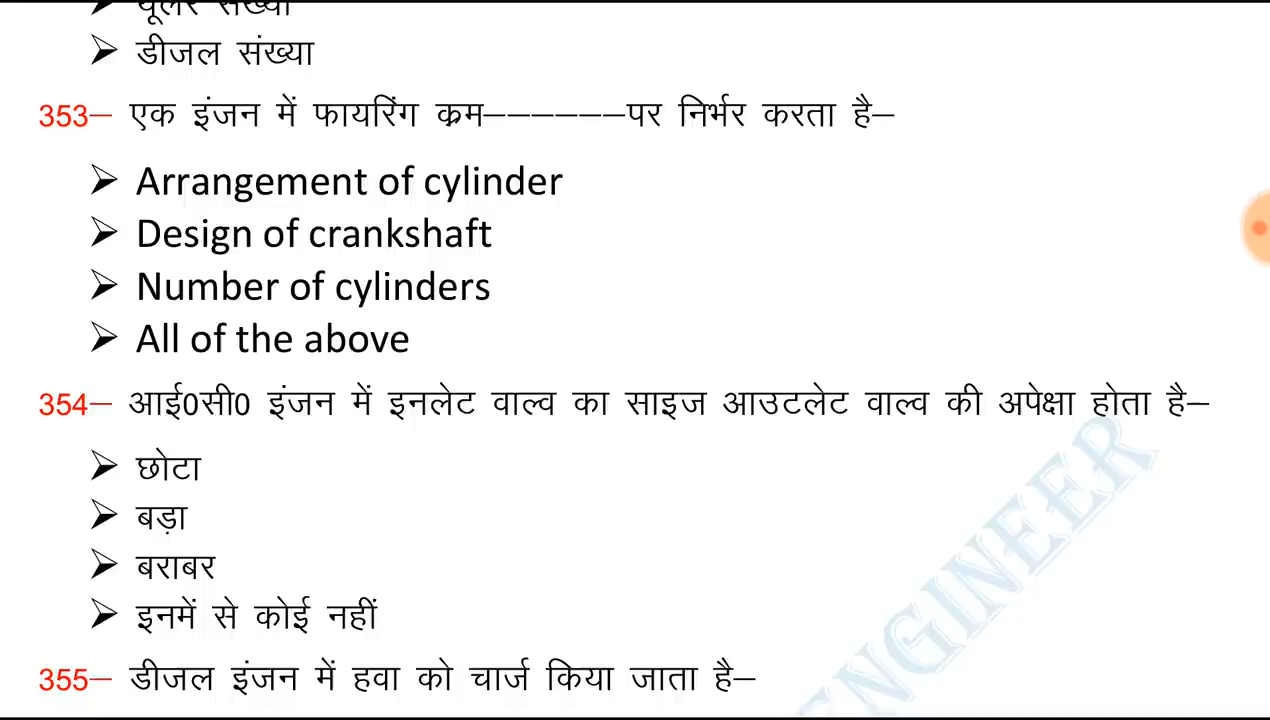 यूलर संख्या
➢ डीजल संख्या
353– एक इंजन में फायरिंग क्रम––––––पर निर्भर करता है–
➢ Arrangement of cylinder
➢ Design of crankshaft
➢ Number of cylinders
➢ All of the above
354– आई0सी0 इंजन में इनलेट वाल्व का साइज आउटलेट वाल्व की अपेक्षा होता है–
➢ छोटा
➢ बड़ा
➢ बराबर
➢ इनमें से कोई नहीं
355– डीजल इंजन में हवा को चार्ज किया जाता है–
ENGINEER